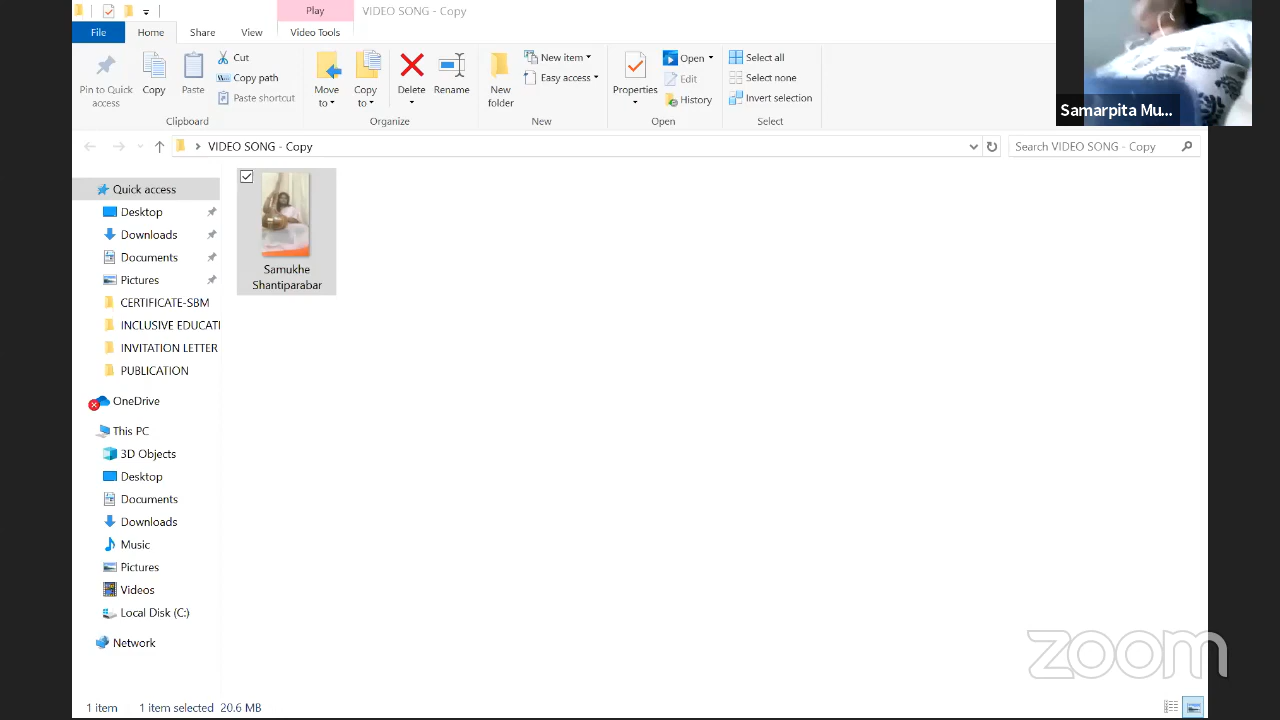 Play
VIDEO SONG - Copy
File
Home
Share
View
Video Tools
Pin to Quick
access
Copy
Paste
Cut
Copy path
Paste shortcut
Clipboard
Move
to
Copy
to
Delete
Rename
Organize
New
folder
New item
Easy access
New
Properties
Open
Edit
History
Open
Select all
Select none
Invert selection
Select
Samarpita Mu...
VIDEO SONG - Copy
Search VIDEO SONG - Copy
Quick access
Desktop
Downloads
Documents
Pictures
CERTIFICATE-SBM
INCLUSIVE EDUCATI
INVITATION LETTER
PUBLICATION
OneDrive
This PC
3D Objects
Desktop
Documents
Downloads
Music
Pictures
Videos
Local Disk (C:)
Network
Samukhe
Shantiparabar
zoom
1 item
1 item selected
20.6 MB